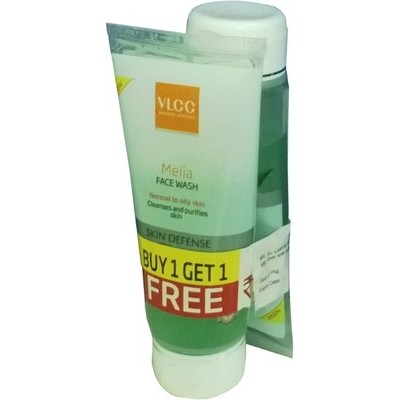 VLCC
Melia
FACE WASH
Normal to oily skin
Cleanses and purifies
skin
SKIN DEFENSE
BUY 1 GET 1
FREE